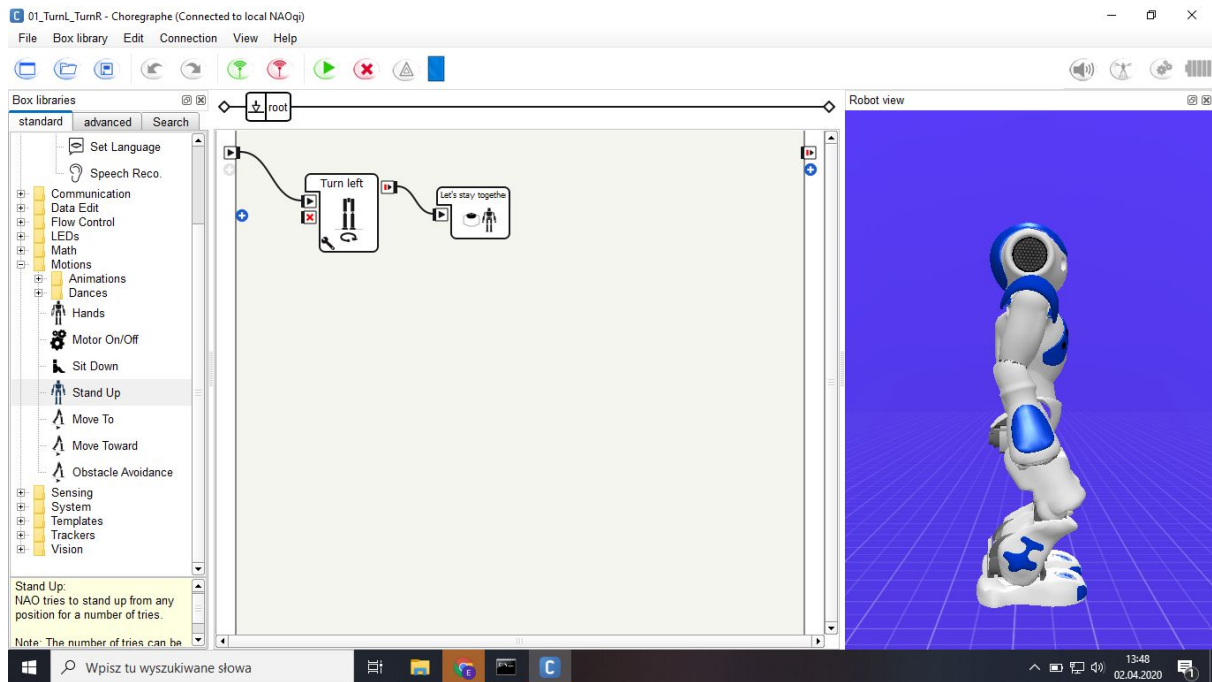 01_TurnL_TurnR - Choregraphe (Connected to local NAOqi)
File Box library Edit Connection View Help
Box libraries
standard advanced Search
Set Language
Speech Reco.
Communication
Data Edit
Flow Control
LEDs
Math
Motions
Animations
Dances
Hands
Motor On/Off
Sit Down
Stand Up
Move To
Move Toward
Obstacle Avoidance
Sensing
System
Templates
Trackers
Vision
Stand Up:
NAO tries to stand up from any
position for a number of tries.
Note: The number of tries can be
root
Turn left
Let's stay togethe
Robot view
Wpisz tu wyszukiwane słowa
13:48
02.04.2020